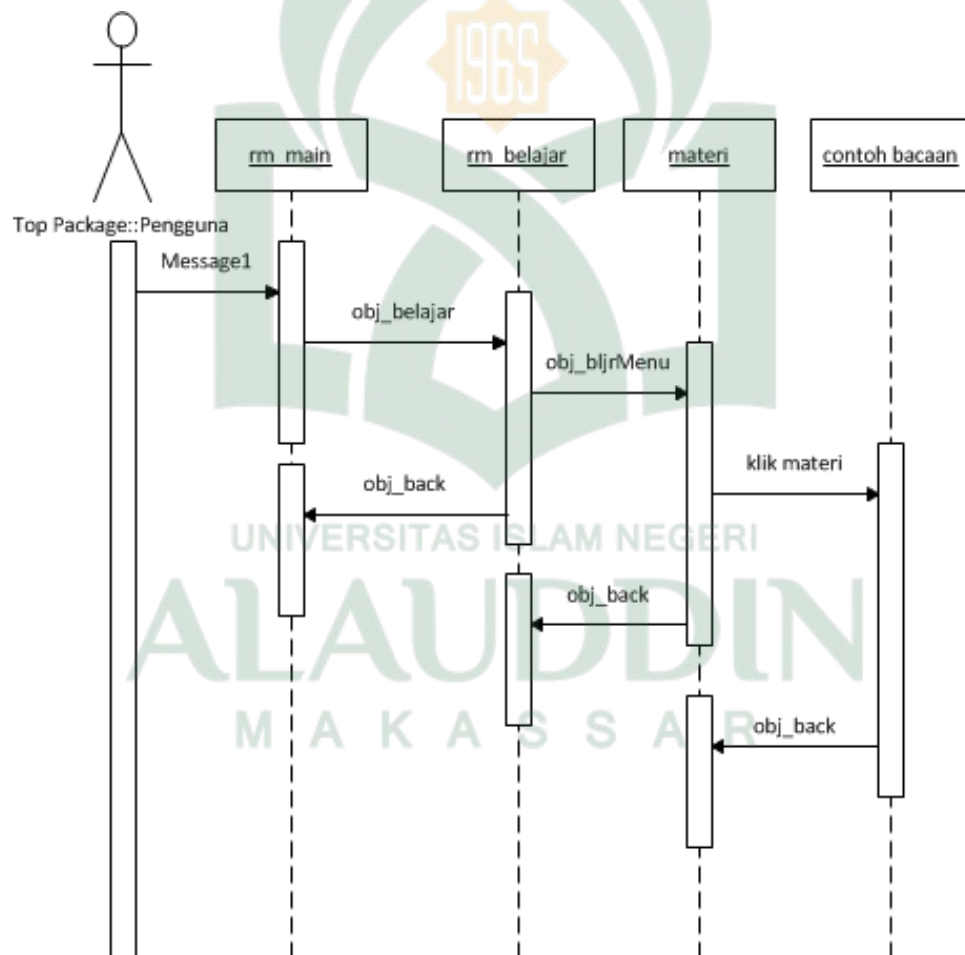 1965
rm_main
rm_belajar
materi
contoh bacaan
Top Package::Pengguna
Message1
obj_belajar
obj_bljrMenu
klik materi
obj_back
UNIVERSITAS ISLAM NEGERI
obj_back
ALAUDDIN
MAKASSAR
obj_back